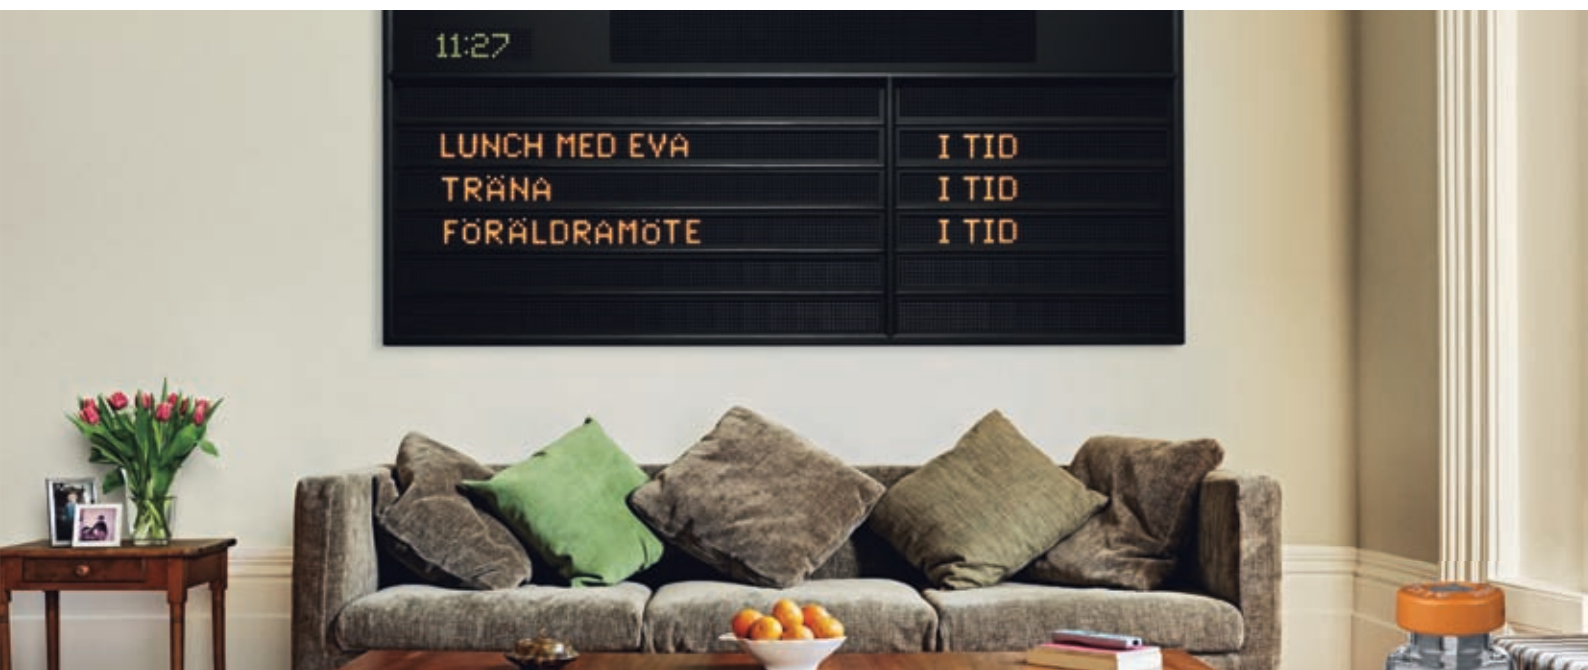 11:27
LUNCH MED EVA I TID
TRÄNA I TID
FÖRÄLDRAMÖTE I TID